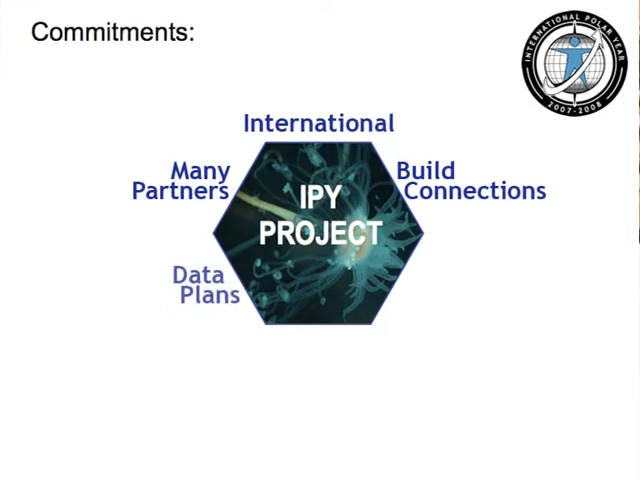 Commitments:
INTERNATIONAL POLAR YEAR
2007-2008
International
Many
Partners
Build
Connections
IPY
PROJECT
Data
Plans